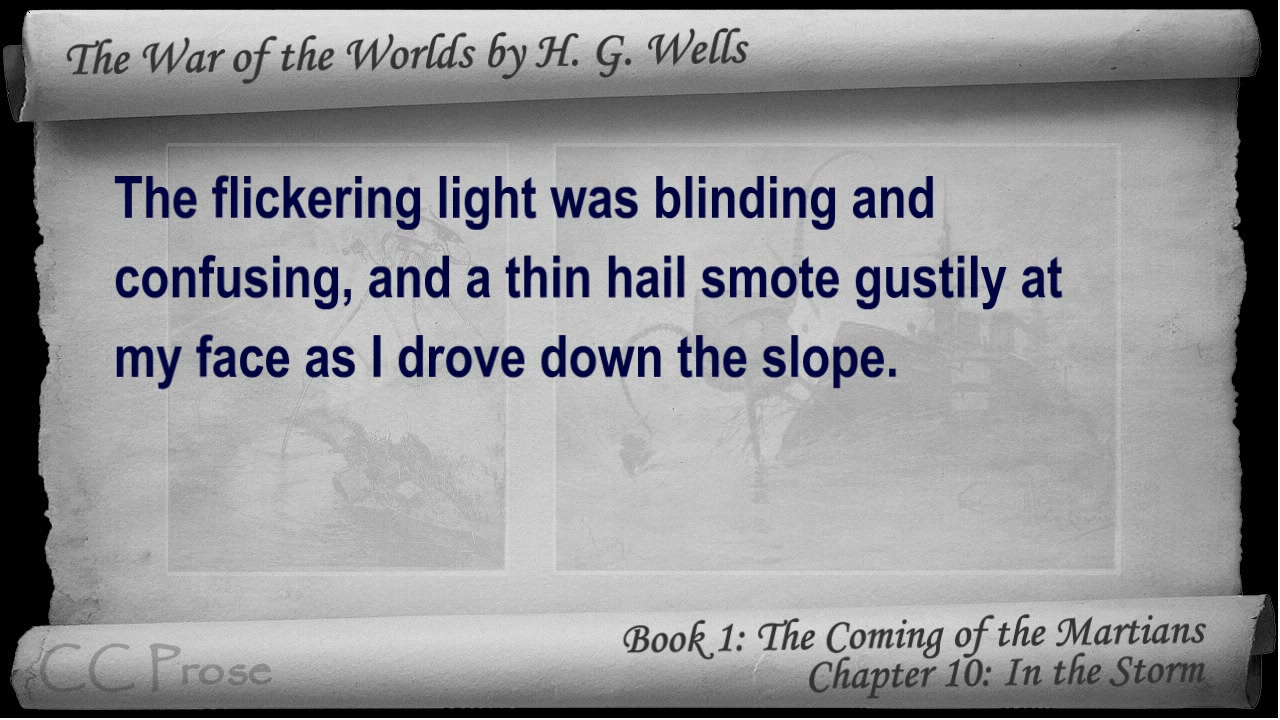 The War of the Worlds by H. G. Wells
The flickering light was blinding and
confusing, and a thin hail smote gustily at
my face as I drove down the slope.
Book 1: The Coming of the Martians
Chapter 10: In the Storm
CC Prose